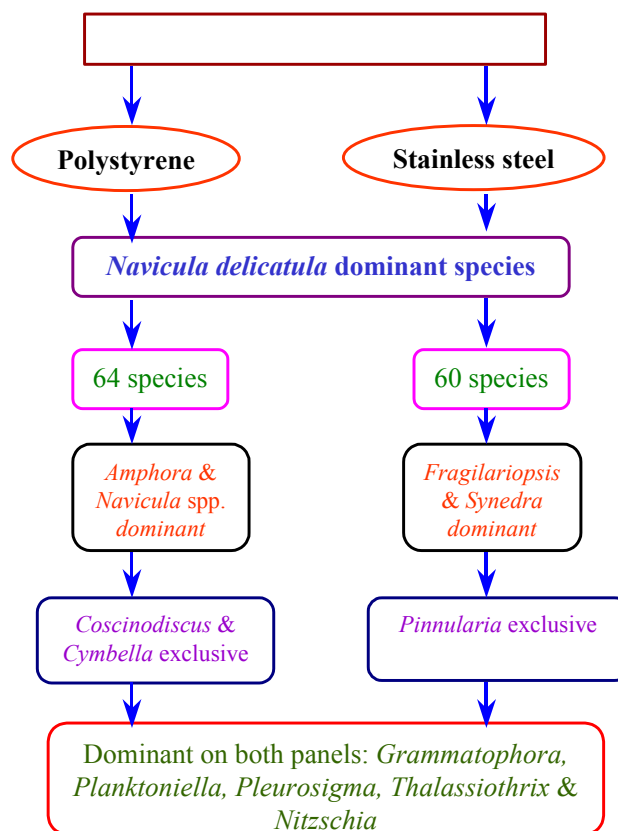 Polystyrene
Stainless steel
Navicula delicatula dominant species
64 species
60 species
Amphora &
Navicula spp.
dominant
Fragilariopsis
& Synedra
dominant
Coscinodiscus &
Cymbella exclusive
Pinnularia exclusive
Dominant on both panels: Grammatophora,
Planktoniella, Pleurosigma, Thalassiothrix &
Nitzschia